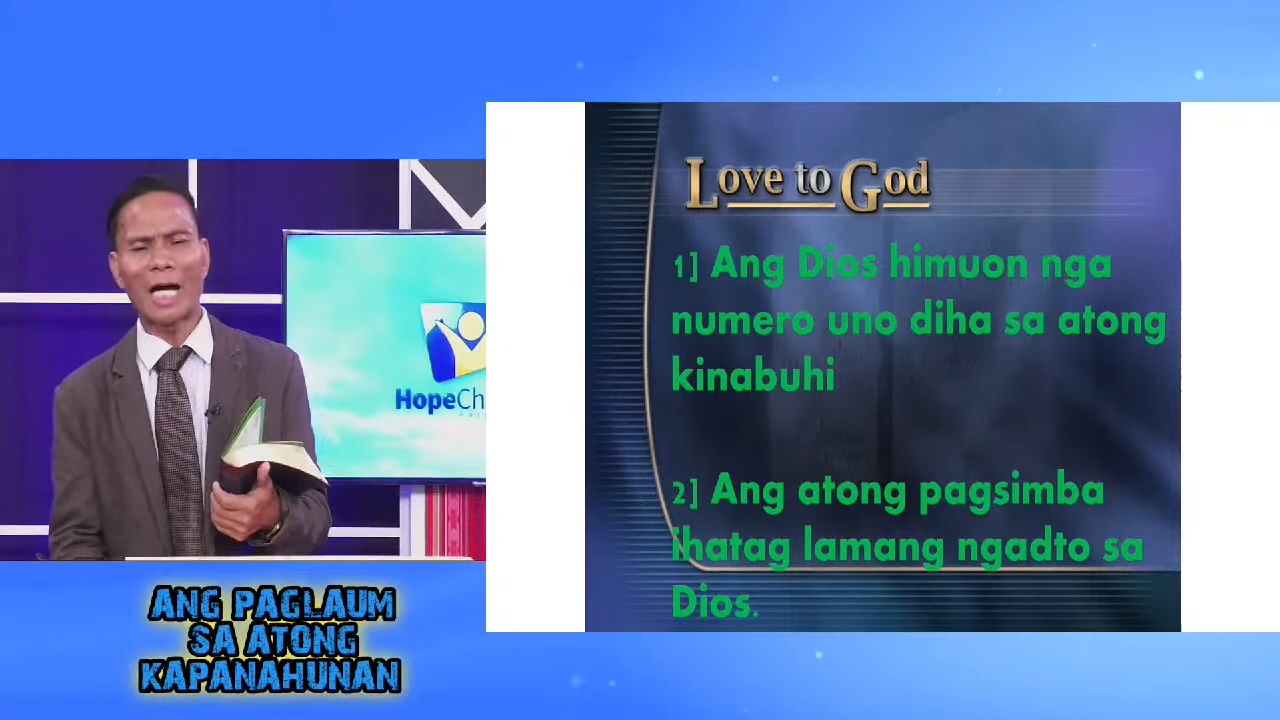 Love to God
1] Ang Dios himuon nga
numero uno diha sa atong
kinabuhi
2] Ang atong pagsimba
ihatag lamang ngadto sa
Dios.
HopeCh
ANG PAGLAUM
SA ATONG
KAPANAHUNAN